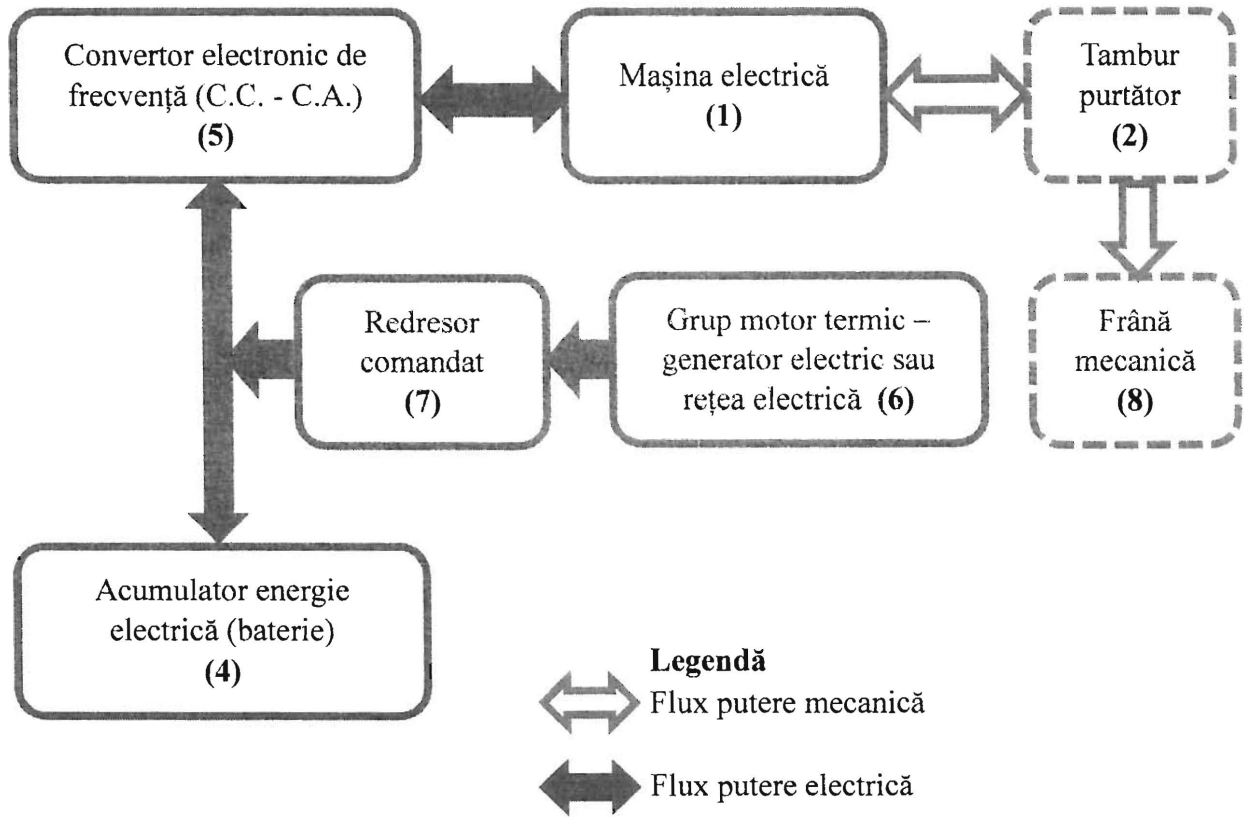 Convertor electronic de
frecvență (C.C. - C.A.)
(5)
Mașina electrică
(1)
Tambur
purtător
(2)
Redresor
comandat
(7)
Grup motor termic –
generator electric sau
rețea electrică (6)
Frână
mecanică
(8)
Acumulator energie
electrică (baterie)
(4)
Legendă
Flux putere mecanică
Flux putere electrică